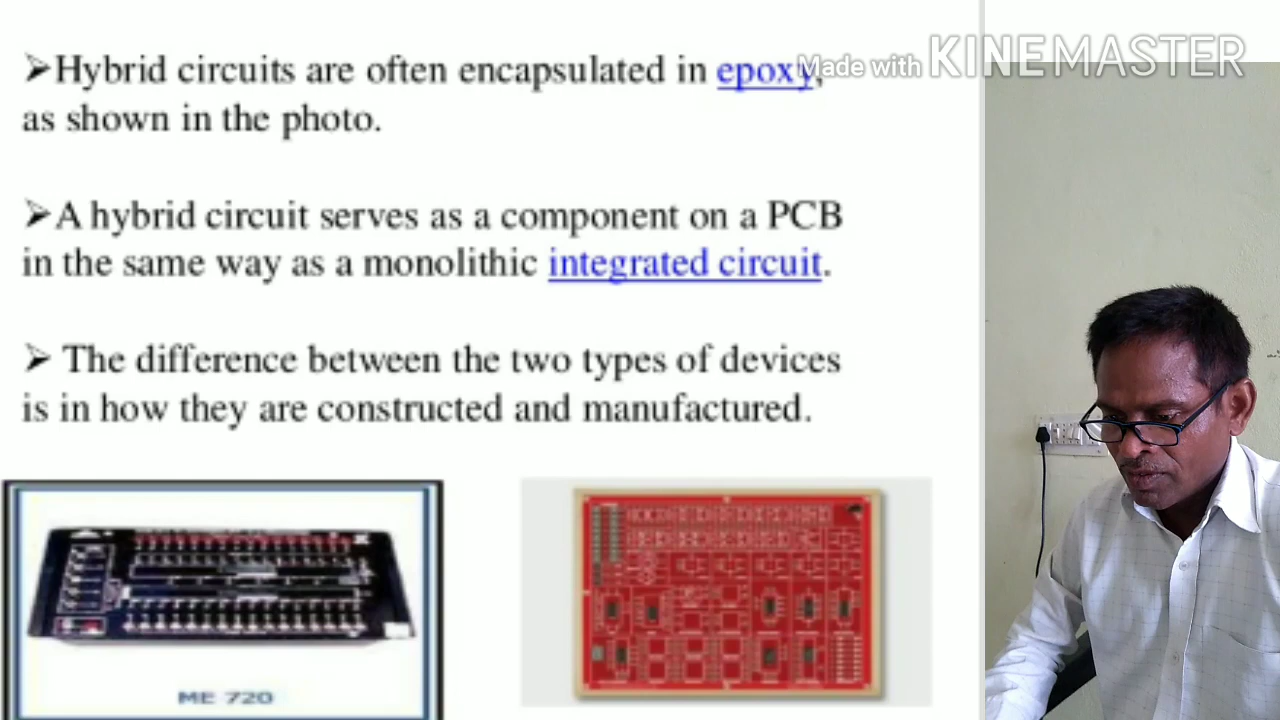 ➢Hybrid circuits are often encapsulated in epoxy,
as shown in the photo.
➢A hybrid circuit serves as a component on a PCB
in the same way as a monolithic integrated circuit.
➢ The difference between the two types of devices
is in how they are constructed and manufactured.
ME 720
Made with KINEMASTER